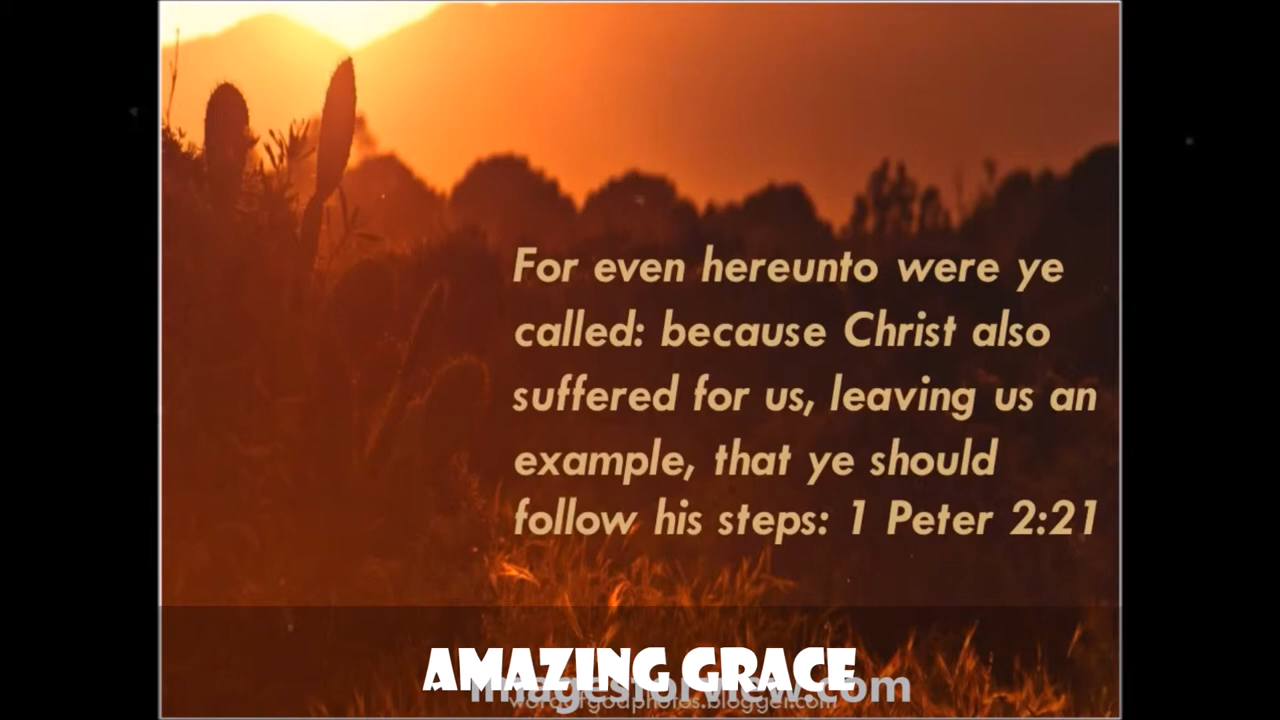 For even hereunto were ye
called: because Christ also
suffered for us, leaving us an
example, that ye should
follow his steps: 1 Peter 2:21
AMAZING GRACE